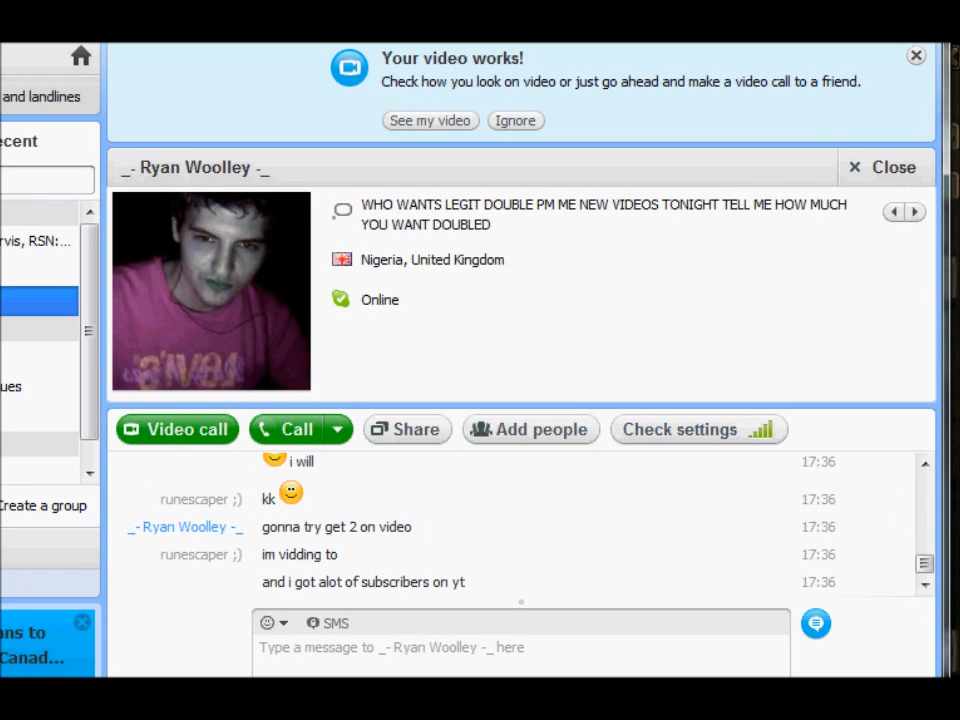 Your video works!
Check how you look on video or just go ahead and make a video call to a friend.
and landlines
See my video
Ignore
ecent
_- Ryan Woolley -_
Close
WHO WANTS LEGIT DOUBLE PM ME NEW VIDEOS TONIGHT TELL ME HOW MUCH
YOU WANT DOUBLED
rvis, RSN:...
Nigeria, United Kingdom
Online
ues
Video call
Call
Share
Add people
Check settings
i will 17:36
runescaper ;) kk 17:36
Create a group
_- Ryan Woolley -_ gonna try get 2 on video 17:36
runescaper ;) im vidding to 17:36
and i got alot of subscribers on yt 17:36
SMS
ans to
Canad...
Type a message to _- Ryan Woolley -_ here